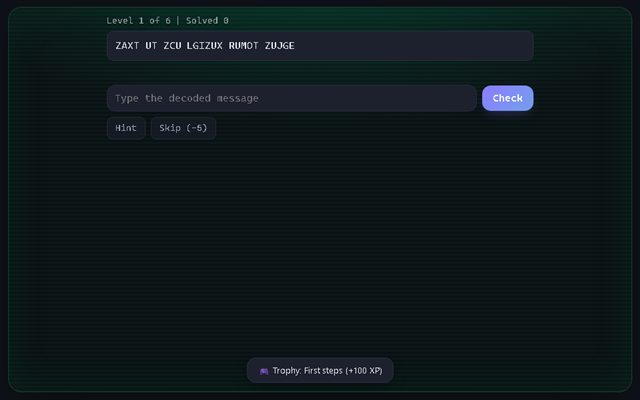 Level 1 of 6 | Solved 0
ZAXT UT ZCU LGIZUX RUMOT ZUJGE
Type the decoded message
Check
Hint
Skip (-5)
🎮 Trophy: First steps (+100 XP)